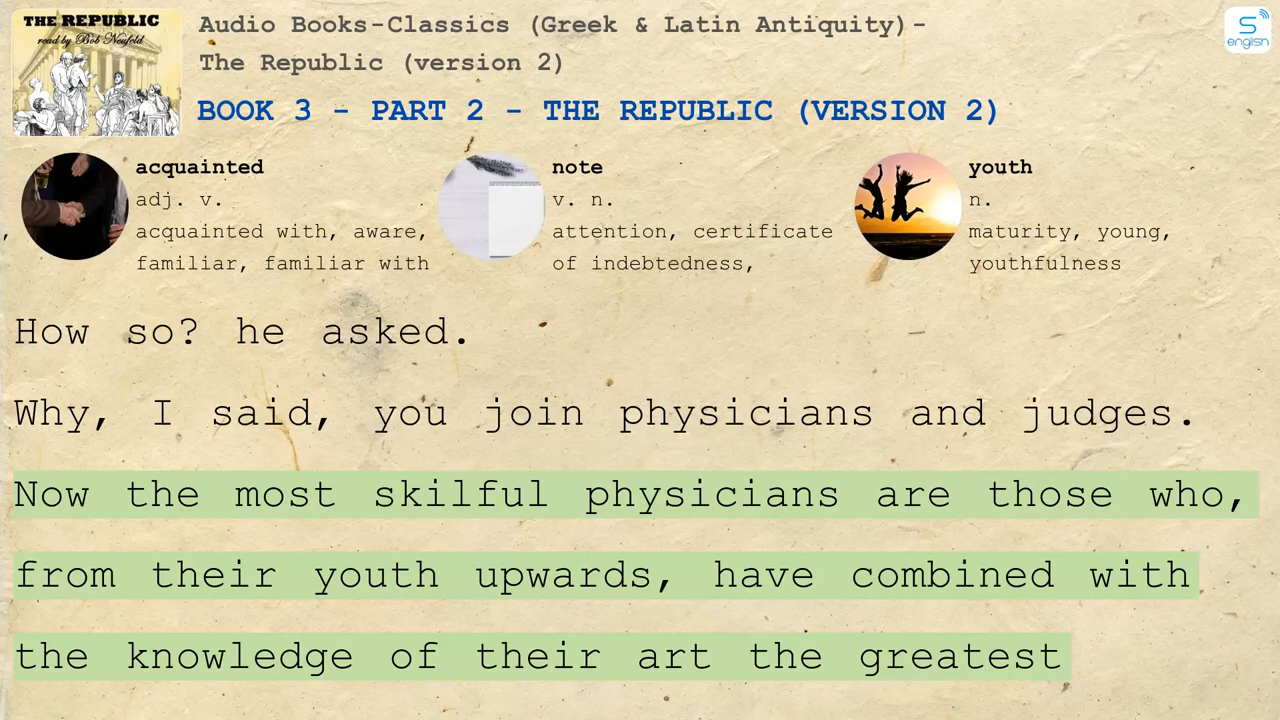 THE REPUBLIC
read by Bob Neufeld
Audio Books-Classics (Greek & Latin Antiquity)-
The Republic (version 2)
S
english
BOOK 3 - PART 2 - THE REPUBLIC (VERSION 2)
,
acquainted
adj. v.
acquainted with, aware,
familiar, familiar with
note
v. n.
attention, certificate
of indebtedness,
youth
n.
maturity, young,
youthfulness
How so? he asked.
Why, I said, you join physicians and judges.
Now the most skilful physicians are those who,
from their youth upwards, have combined with
the knowledge of their art the greatest